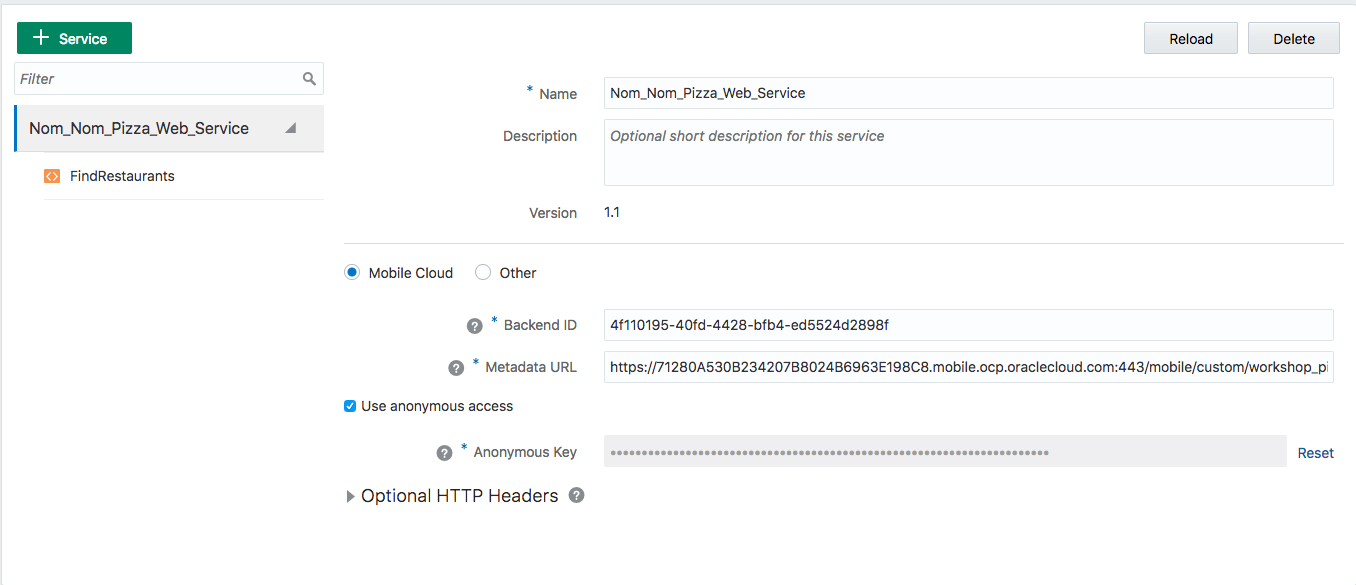 + Service
Reload
Delete
Filter
Nom_Nom_Pizza_Web_Service
FindRestaurants
* Name
Nom_Nom_Pizza_Web_Service
Description
Optional short description for this service
Version
1.1
Mobile Cloud
Other
? * Backend ID
4f110195-40fd-4428-bfb4-ed5524d2898f
? * Metadata URL
https://71280A530B234207B8024B6963E198C8.mobile.ocp.oraclecloud.com:443/mobile/custom/workshop_pi
Use anonymous access
? * Anonymous Key
Reset
Optional HTTP Headers ?